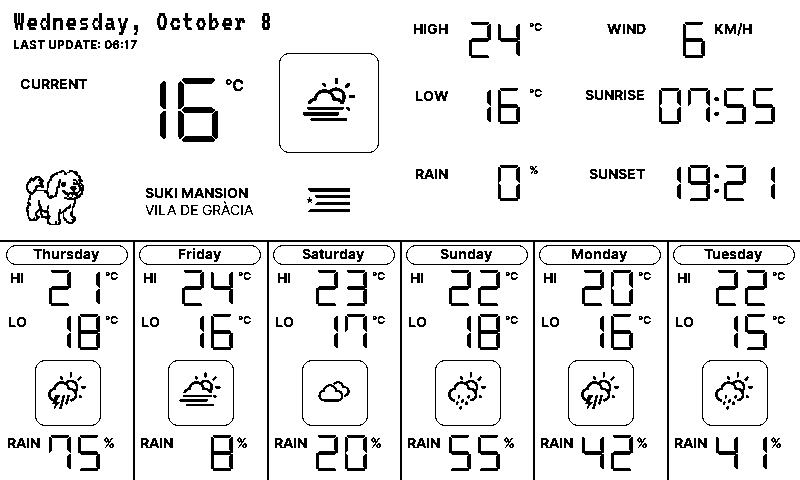 Wednesday, October 8
LAST UPDATE: 06:17
CURRENT 16 °C
SUKI MANSION
VILA DE GRÀCIA
HIGH 24 °C
LOW 16 °C
RAIN 0 %
WIND 6 KM/H
SUNRISE 07:55
SUNSET 19:21
Thursday
HI 21 °C
LO 18 °C
RAIN 75 %
Friday
HI 24 °C
LO 16 °C
RAIN 8 %
Saturday
HI 23 °C
LO 17 °C
RAIN 20 %
Sunday
HI 22 °C
LO 18 °C
RAIN 55 %
Monday
HI 20 °C
LO 16 °C
RAIN 42 %
Tuesday
HI 22 °C
LO 15 °C
RAIN 41 %